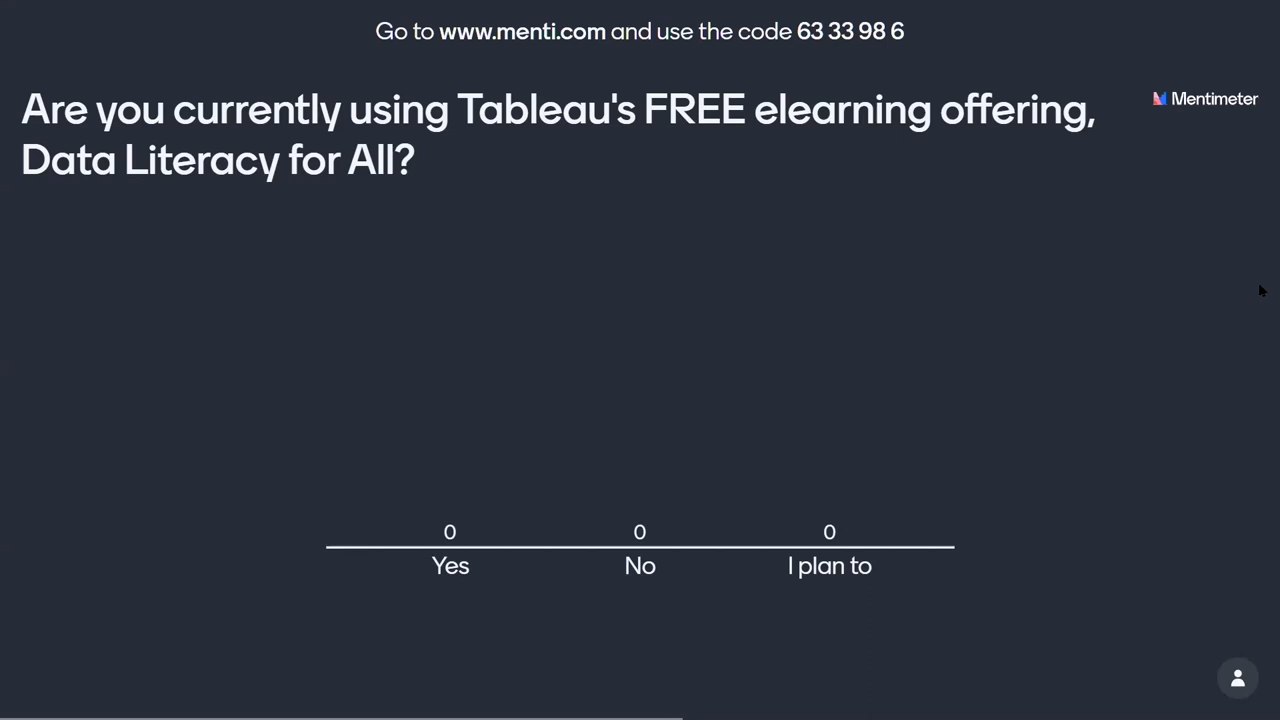 Go to www.menti.com and use the code 63 33 98 6
Are you currently using Tableau's FREE elearning offering,
Data Literacy for All?
Mentimeter
0 0 0
Yes No I plan to